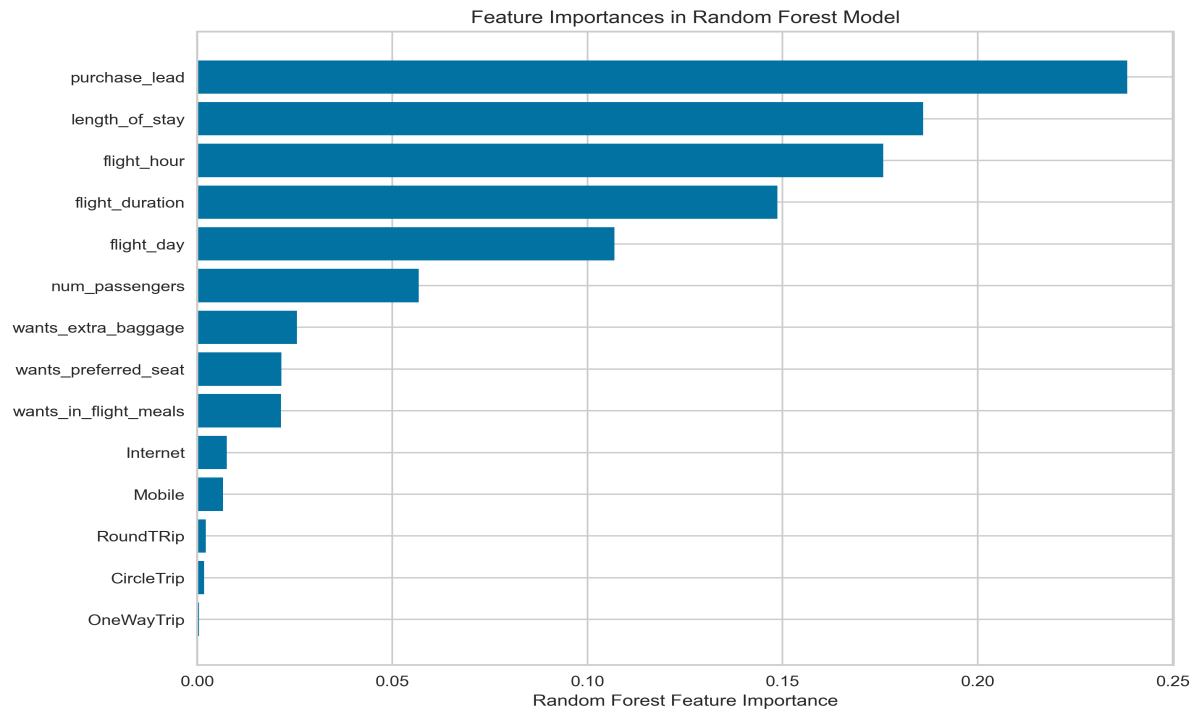 Feature Importances in Random Forest Model
purchase_lead
length_of_stay
flight_hour
flight_duration
flight_day
num_passengers
wants_extra_baggage
wants_preferred_seat
wants_in_flight_meals
Internet
Mobile
RoundTRip
CircleTrip
OneWayTrip
0.00 0.05 0.10 0.15 0.20 0.25
Random Forest Feature Importance